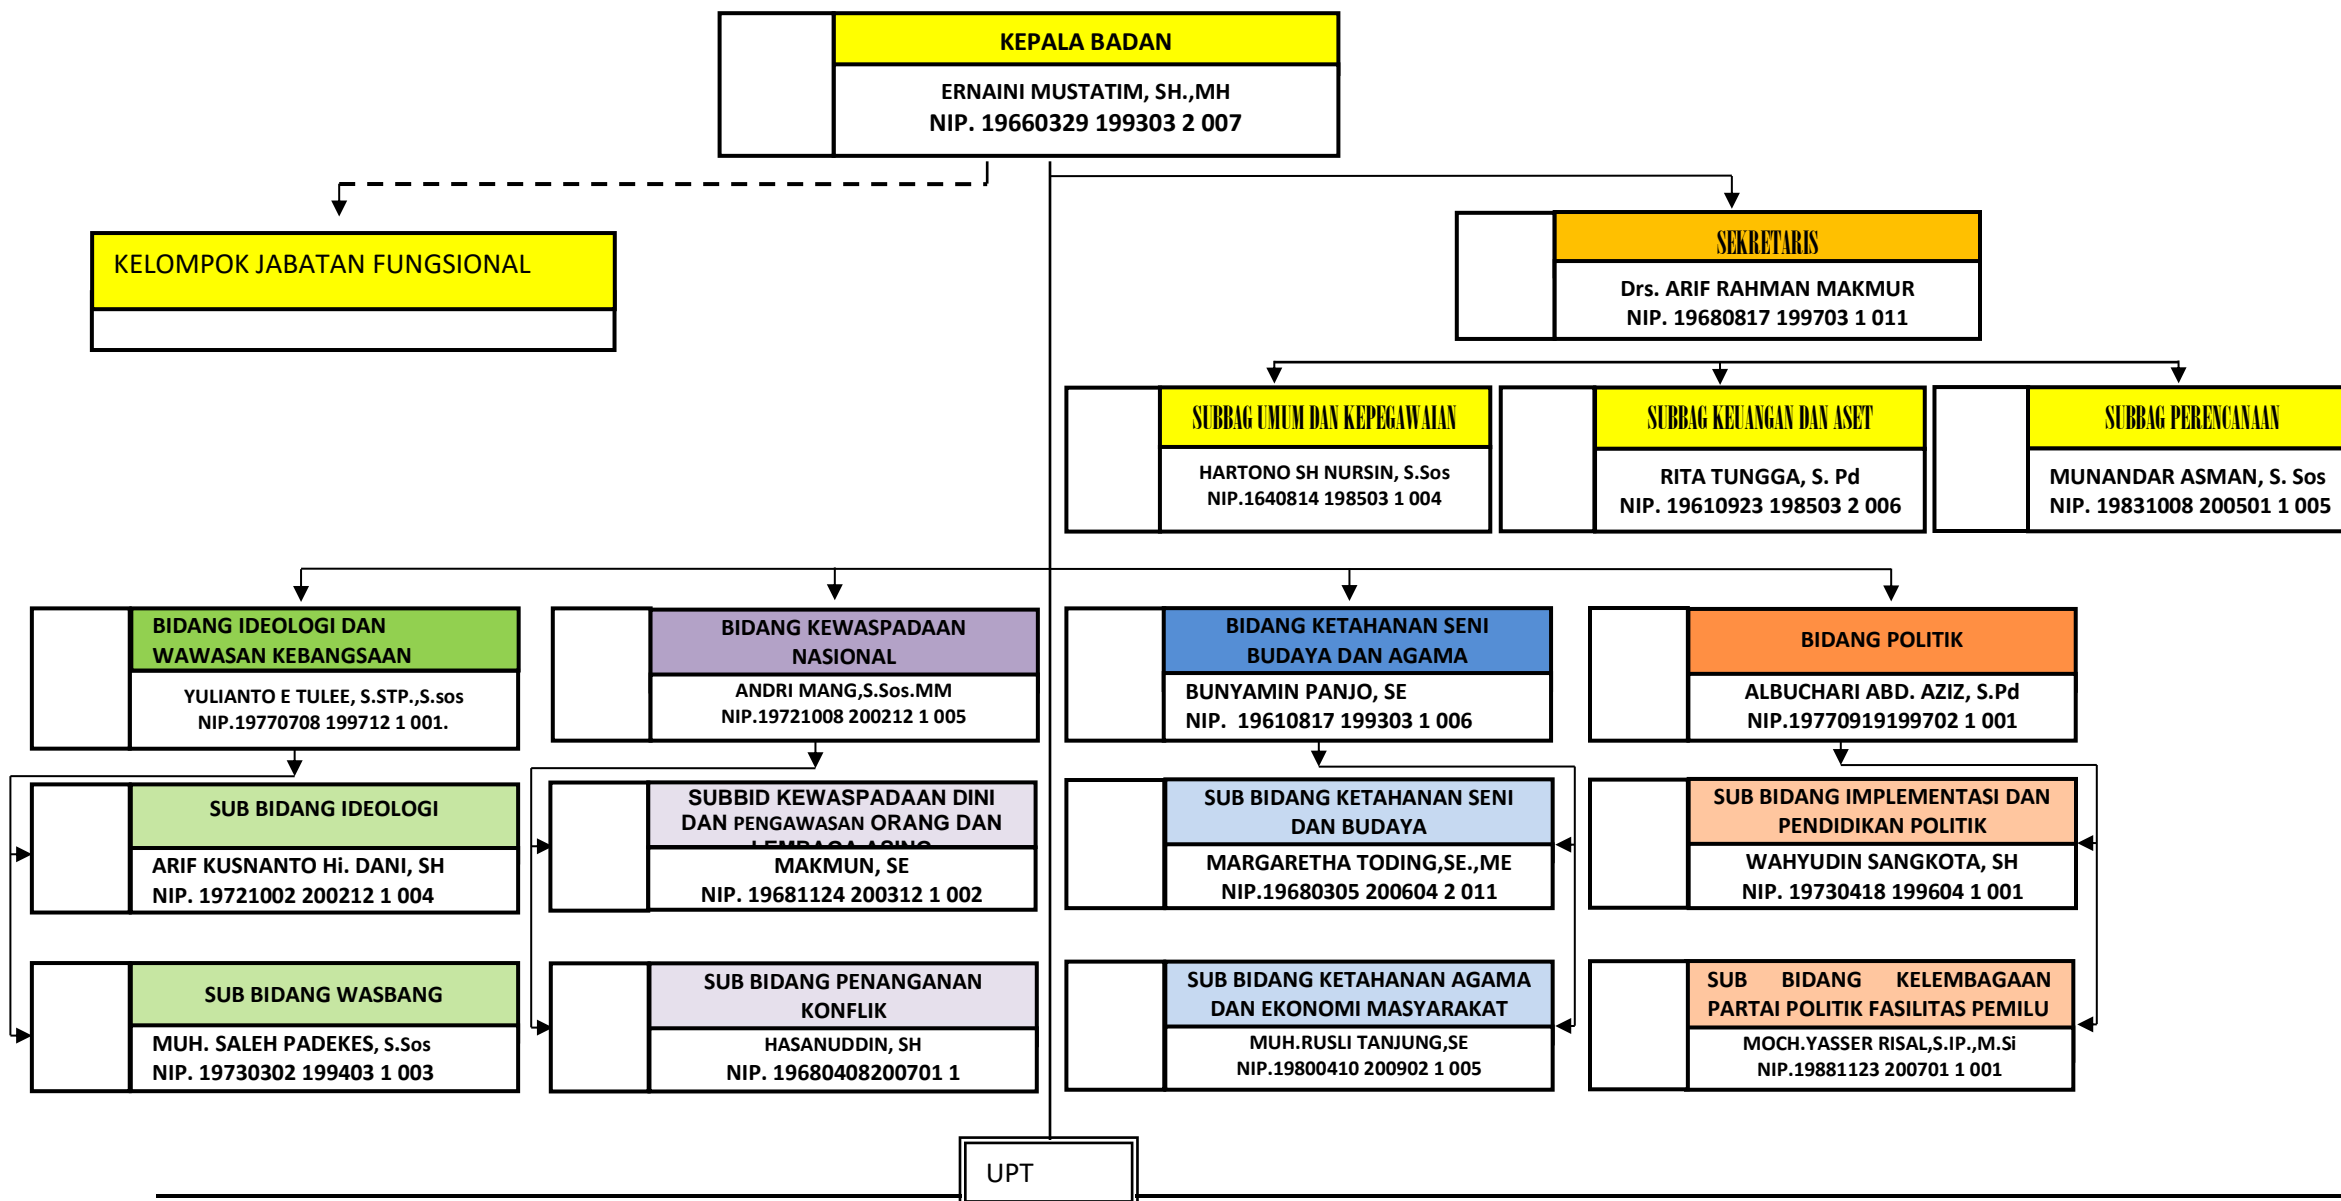 KEPALA BADAN
ERNAINI MUSTATIM, SH.,MH
NIP. 19660329 199303 2 007
KELOMPOK JABATAN FUNGSIONAL
SEKRETARIS
Drs. ARIF RAHMAN MAKMUR
NIP. 19680817 199703 1 011
SUBBAG UMUM DAN KEPEGAWAIAN
HARTONO SH NURSIN, S.Sos
NIP.1640814 198503 1 004
SUBBAG KEUANGAN DAN ASET
RITA TUNGGA, S. Pd
NIP. 19610923 198503 2 006
SUBBAG PERENCANAAN
MUNANDAR ASMAN, S. Sos
NIP. 19831008 200501 1 005
BIDANG IDEOLOGI DAN
WAWASAN KEBANGSAAN
YULIANTO E TULEE, S.STP.,S.sos
NIP.19770708 199712 1 001.
BIDANG KEWASPADAAN
NASIONAL
ANDRI MANG,S.Sos.MM
NIP.19721008 200212 1 005
BIDANG KETAHANAN SENI
BUDAYA DAN AGAMA
BUNYAMIN PANJO, SE
NIP. 19610817 199303 1 006
BIDANG POLITIK
ALBUCHARI ABD. AZIZ, S.Pd
NIP.19770919199702 1 001
SUB BIDANG IDEOLOGI
ARIF KUSNANTO Hi. DANI, SH
NIP. 19721002 200212 1 004
SUBBID KEWASPADAAN DINI
DAN PENGAWASAN ORANG DAN
LEMBAGA ASING
MAKMUN, SE
NIP. 19681124 200312 1 002
SUB BIDANG KETAHANAN SENI
DAN BUDAYA
MARGARETHA TODING,SE.,ME
NIP.19680305 200604 2 011
SUB BIDANG IMPLEMENTASI DAN
PENDIDIKAN POLITIK
WAHYUDIN SANGKOTA, SH
NIP. 19730418 199604 1 001
SUB BIDANG WASBANG
MUH. SALEH PADEKES, S.Sos
NIP. 19730302 199403 1 003
SUB BIDANG PENANGANAN
KONFLIK
HASANUDDIN, SH
NIP. 19680408200701 1
SUB BIDANG KETAHANAN AGAMA
DAN EKONOMI MASYARAKAT
MUH.RUSLI TANJUNG,SE
NIP.19800410 200902 1 005
SUB BIDANG KELEMBAGAAN
PARTAI POLITIK FASILITAS PEMILU
MOCH.YASSER RISAL,S.IP.,M.Si
NIP.19881123 200701 1 001
UPT